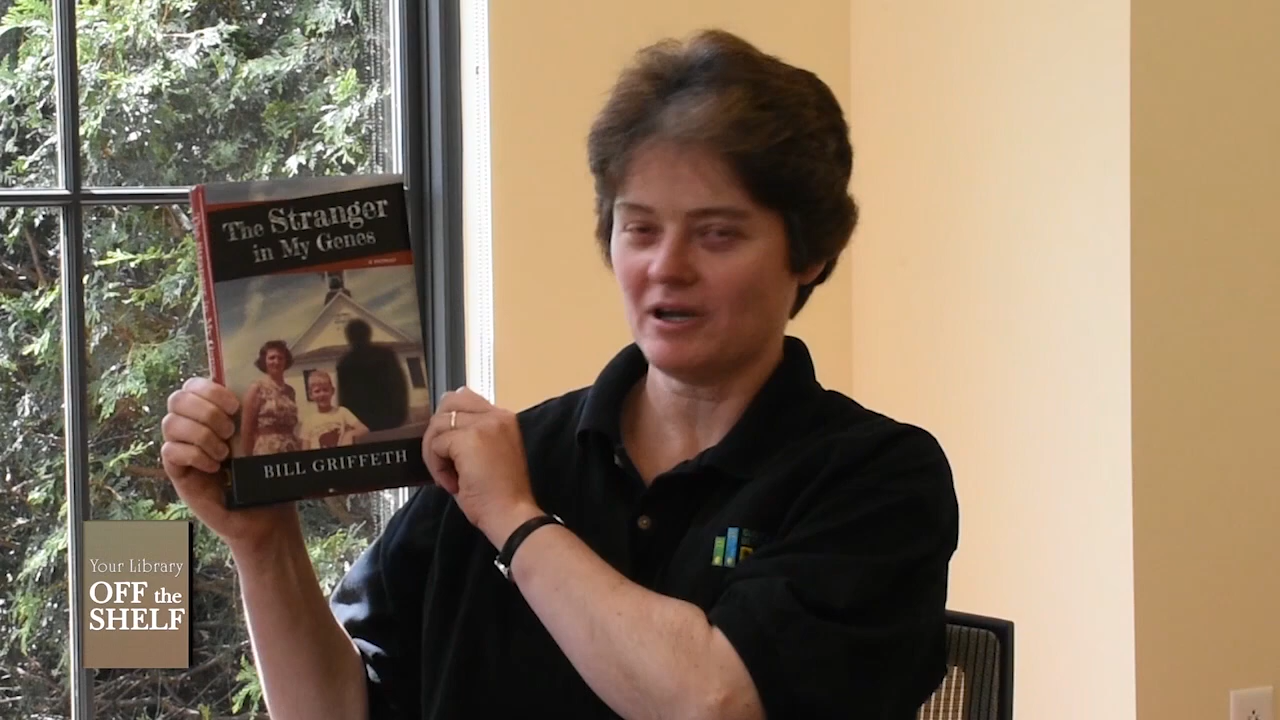 The Stranger
in My Genes
BILL GRIFFETH
Your Library
OFF the
SHELF